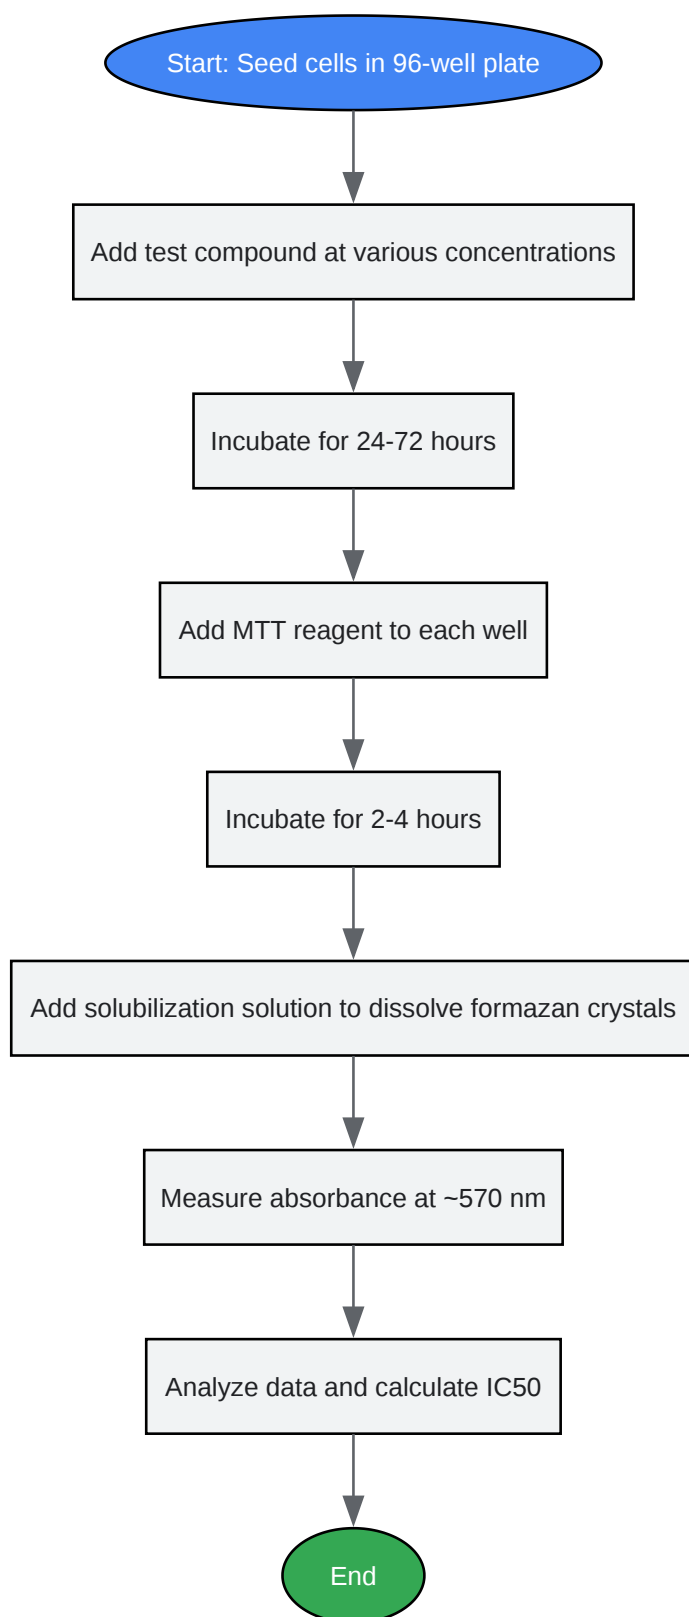 Start: Seed cells in 96-well plate
Add test compound at various concentrations
Incubate for 24-72 hours
Add MTT reagent to each well
Incubate for 2-4 hours
Add solubilization solution to dissolve formazan crystals
Measure absorbance at ~570 nm
Analyze data and calculate IC50
End